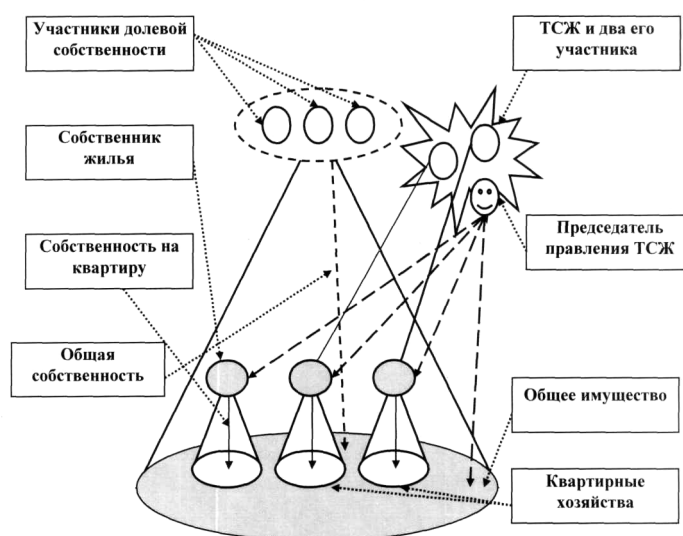 Участники долевой
собственности
ТСЖ и два его
участника
Собственник
жилья
Собственность на
квартиру
Председатель
правления ТСЖ
Общая
собственность
Общее имущество
Квартирные
хозяйства